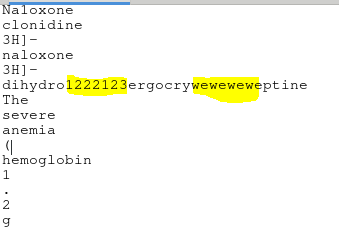 Naloxone
clonidine
3H]-
naloxone
3H]-
dihydro1222123ergocryweweweweptine
The
severe
anemia
(
hemoglobin
1
.
2
g